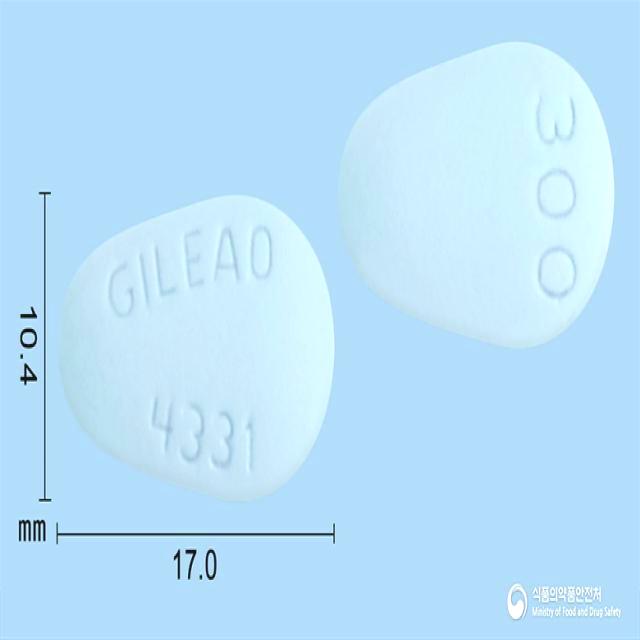 GILEAD
4331
300
10.4
mm
17.0
식품의약품안전처
Ministry of Food and Drug Safety